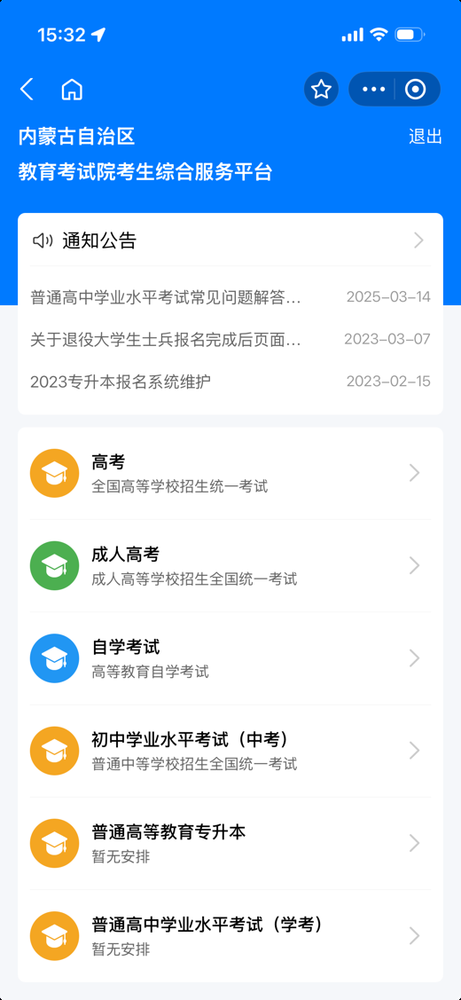 15:32
内蒙古自治区
退出
教育考试院考生综合服务平台
通知公告
普通高中学业水平考试常见问题解答... 2025-03-14
关于退役大学生士兵报名完成后页面... 2023-03-07
2023专升本报名系统维护 2023-02-15
高考
全国高等学校招生统一考试
成人高考
成人高等学校招生全国统一考试
自学考试
高等教育自学考试
初中学业水平考试（中考）
普通中等学校招生全国统一考试
普通高等教育专升本
暂无安排
普通高中学业水平考试（学考）
暂无安排